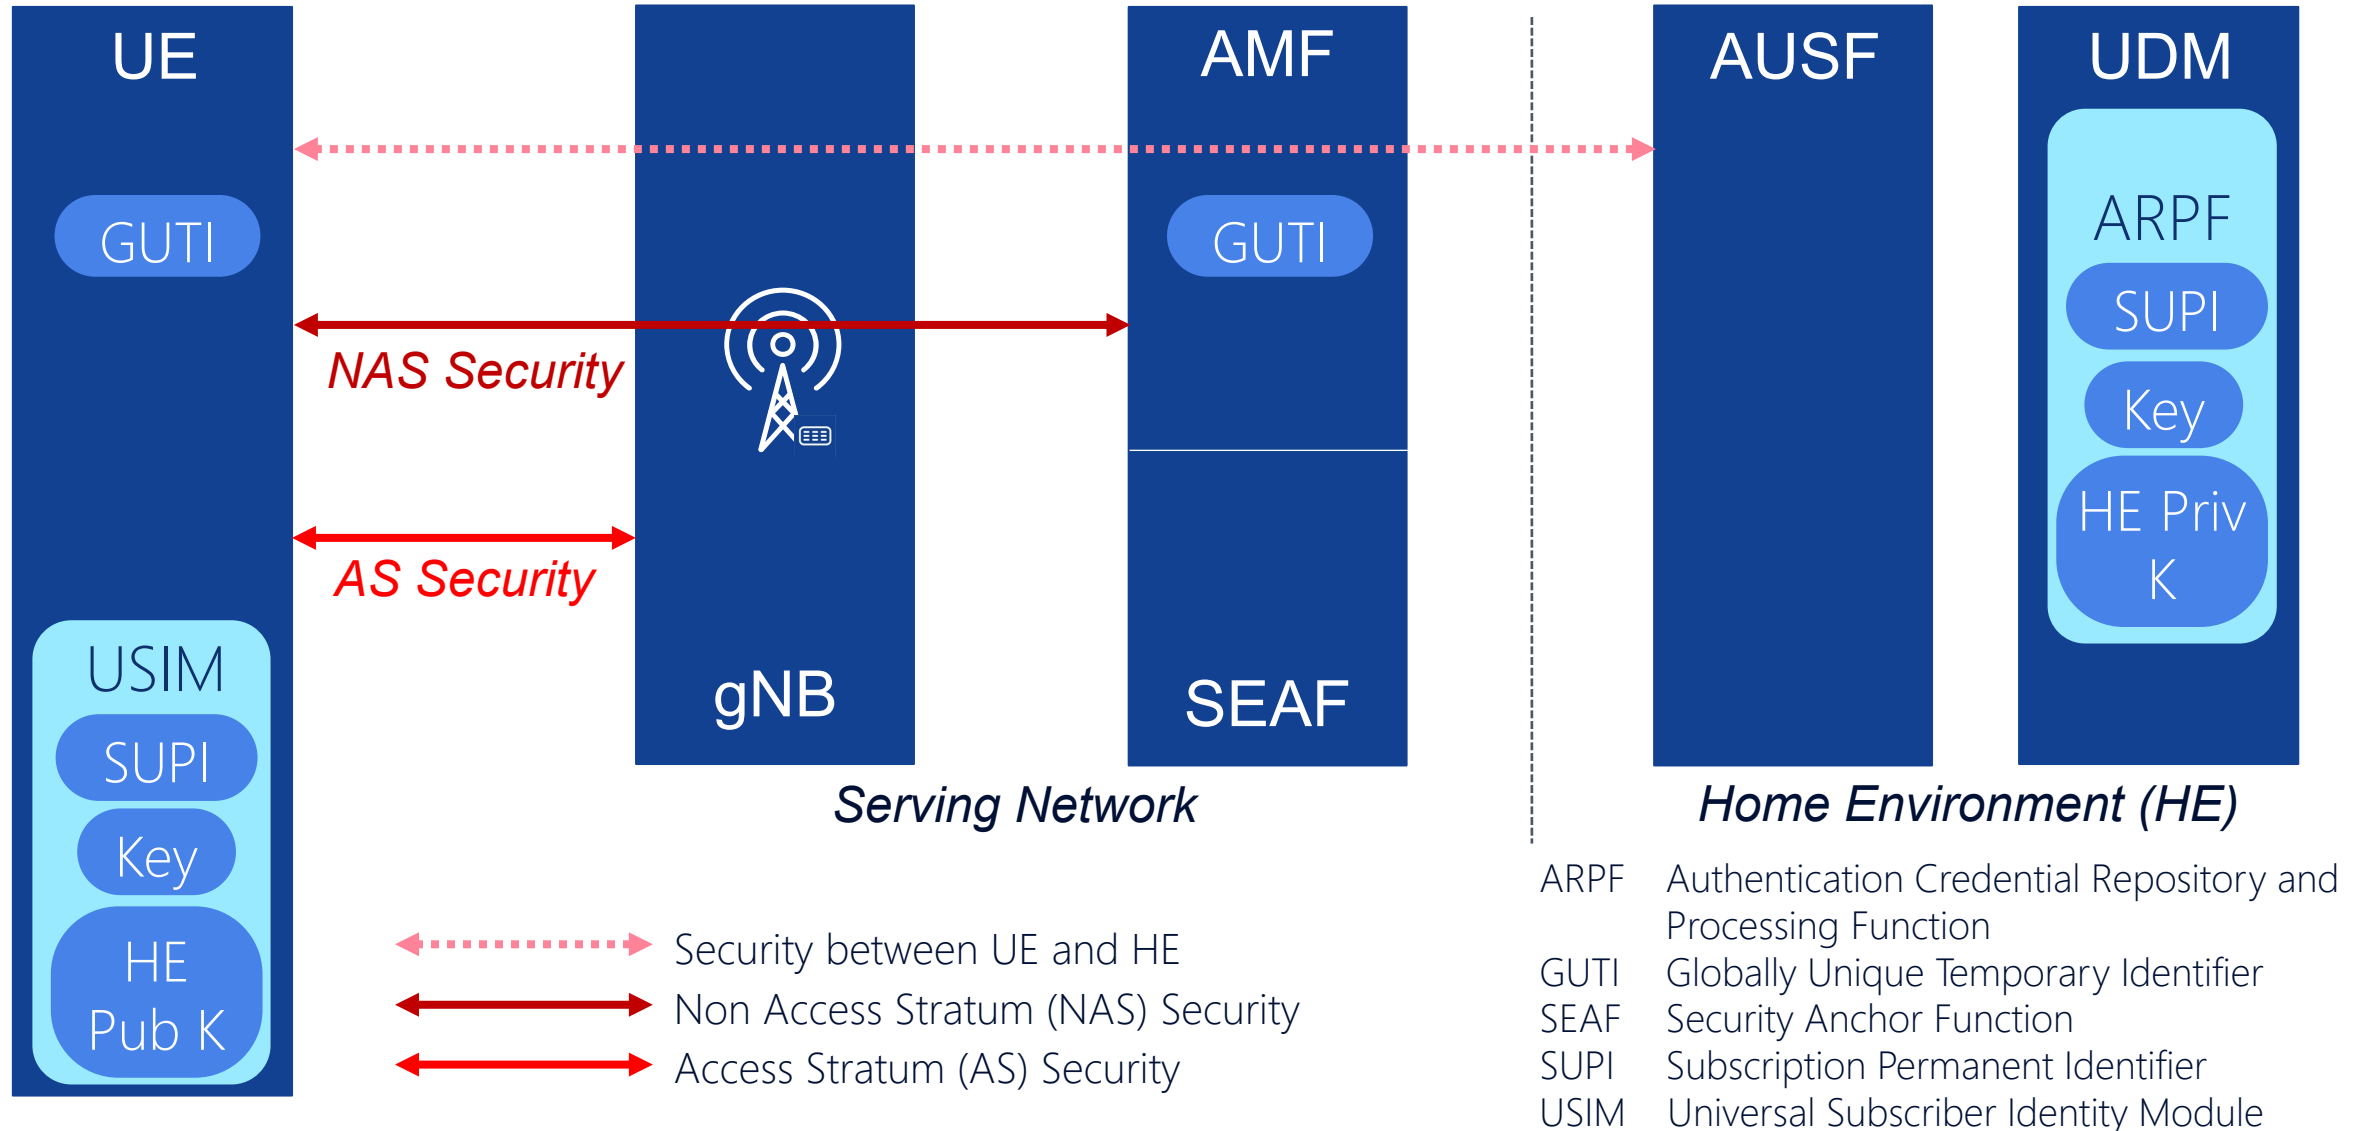 UE
AMF
AUSF
UDM
GUTI
GUTI
ARPF
SUPI
Key
HE Priv
K
NAS Security
AS Security
USIM
SUPI
Key
HE
Pub K
gNB
SEAF
Serving Network
Home Environment (HE)
Security between UE and HE
Non Access Stratum (NAS) Security
Access Stratum (AS) Security
ARPF Authentication Credential Repository and
Processing Function
GUTI Globally Unique Temporary Identifier
SEAF Security Anchor Function
SUPI Subscription Permanent Identifier
USIM Universal Subscriber Identity Module